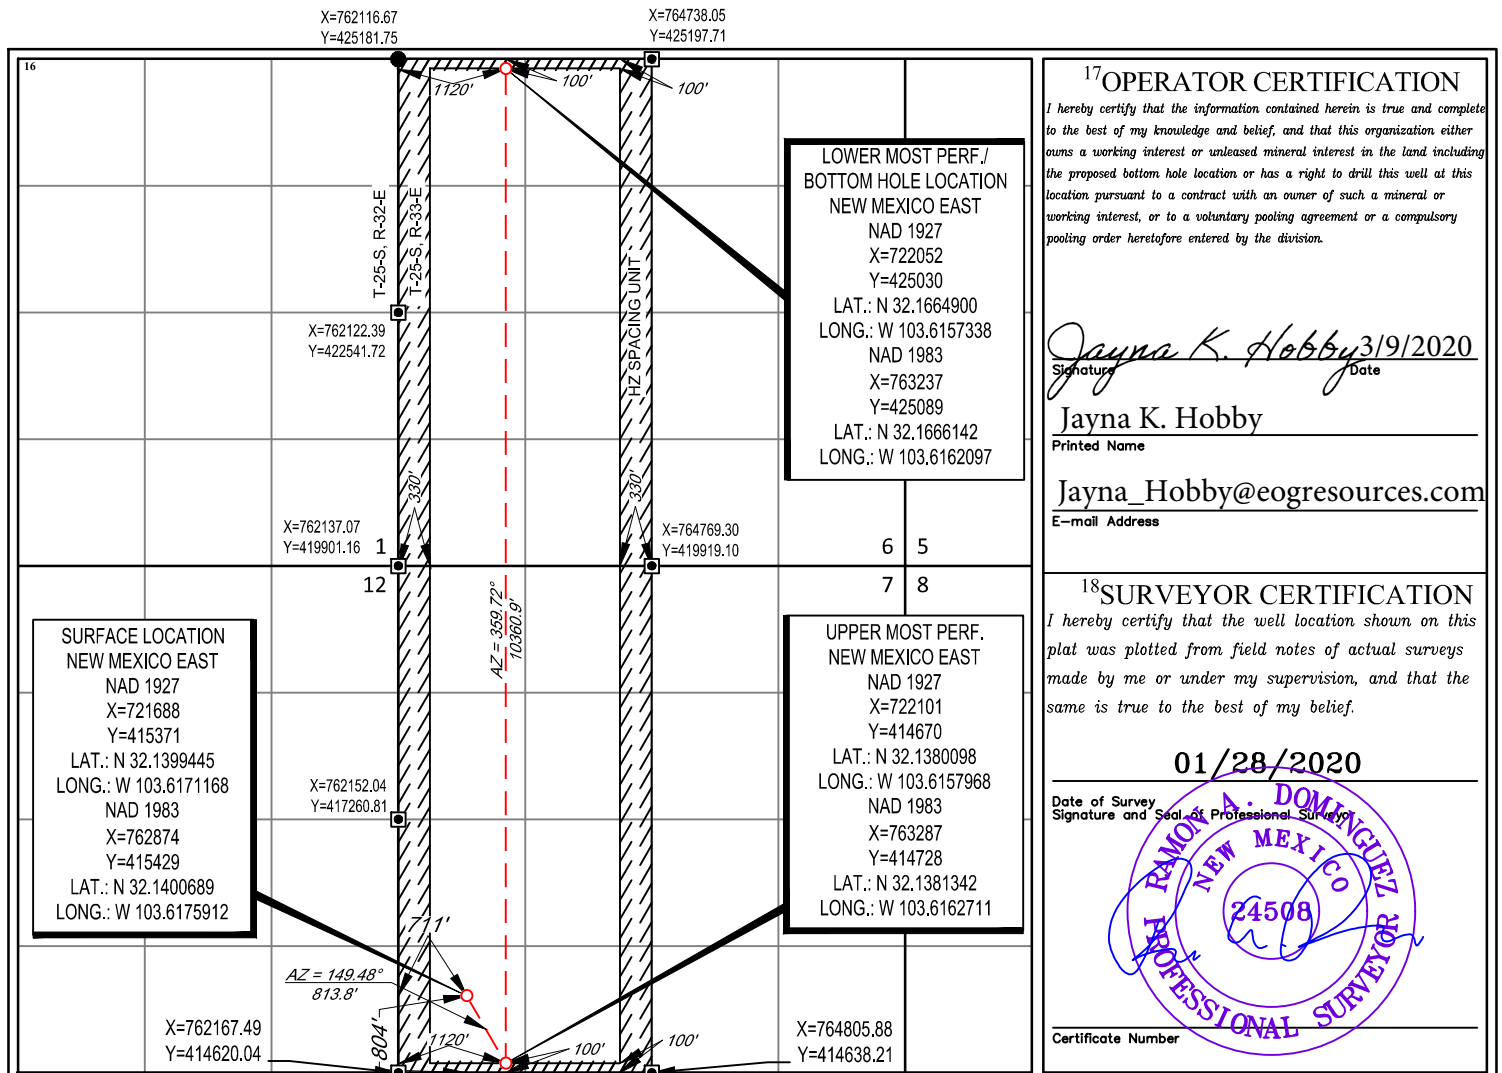 X=762116.67
Y=425181.75
X=764738.05
Y=425197.71
16
1120'
100'
100'
T-25-S, R-32-E
T-25-S, R-33-E
HZ SPACING UNIT
LOWER MOST PERF./
BOTTOM HOLE LOCATION
NEW MEXICO EAST
NAD 1927
X=722052
Y=425030
LAT.: N 32.1664900
LONG.: W 103.6157338
NAD 1983
X=763237
Y=425089
LAT.: N 32.1666142
LONG.: W 103.6162097
X=762122.39
Y=422541.72
330'
330'
X=762137.07
Y=419901.16
X=764769.30
Y=419919.10
1
6
5
12
7
8
AZ = 359.72°
10360.9'
SURFACE LOCATION
NEW MEXICO EAST
NAD 1927
X=721688
Y=415371
LAT.: N 32.1399445
LONG.: W 103.6171168
NAD 1983
X=762874
Y=415429
LAT.: N 32.1400689
LONG.: W 103.6175912
UPPER MOST PERF.
NEW MEXICO EAST
NAD 1927
X=722101
Y=414670
LAT.: N 32.1380098
LONG.: W 103.6157968
NAD 1983
X=763287
Y=414728
LAT.: N 32.1381342
LONG.: W 103.6162711
X=762152.04
Y=417260.81
711'
AZ = 149.48°
813.8'
804'
1120'
100'
100'
X=762167.49
Y=414620.04
X=764805.88
Y=414638.21
17OPERATOR CERTIFICATION
I hereby certify that the information contained herein is true and complete
to the best of my knowledge and belief, and that this organization either
owns a working interest or unleased mineral interest in the land including
the proposed bottom hole location or has a right to drill this well at this
location pursuant to a contract with an owner of such a mineral or
working interest, or to a voluntary pooling agreement or a compulsory
pooling order heretofore entered by the division.
Jayna K. Hobby 3/9/2020
Signature Date
Jayna K. Hobby
Printed Name
Jayna_Hobby@eogresources.com
E-mail Address
18SURVEYOR CERTIFICATION
I hereby certify that the well location shown on this
plat was plotted from field notes of actual surveys
made by me or under my supervision, and that the
same is true to the best of my belief.
01/28/2020
Date of Survey
Signature and Seal of Professional Surveyor
RAMON A. DOMINGUEZ
NEW MEXICO
24508
PROFESSIONAL SURVEYOR
Certificate Number